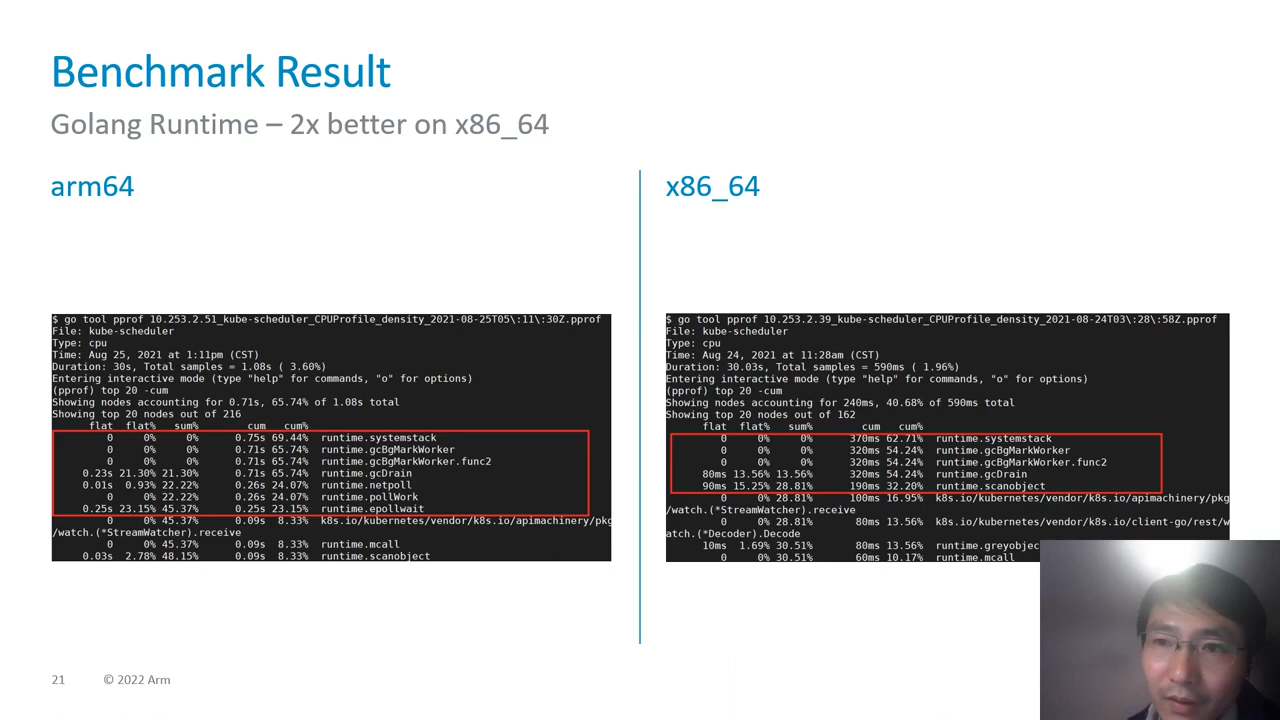 Benchmark Result
Golang Runtime – 2x better on x86_64
arm64
$ go tool pprof 10.253.2.51_kube-scheduler_CPUProfile_density_2021-08-25T05\:11\:30Z.pprof
File: kube-scheduler
Type: cpu
Time: Aug 25, 2021 at 1:11pm (CST)
Duration: 30s, Total samples = 1.08s ( 3.60%)
Entering interactive mode (type "help" for commands, "o" for options)
(pprof) top 20 -cum
Showing nodes accounting for 0.71s, 65.74% of 1.08s total
Showing top 20 nodes out of 216
flat flat% sum% cum cum%
0 0% 0% 0.75s 69.44% runtime.systemstack
0 0% 0% 0.71s 65.74% runtime.gcBgMarkWorker
0 0% 0% 0.71s 65.74% runtime.gcBgMarkWorker.func2
0.23s 21.30% 21.30% 0.71s 65.74% runtime.gcDrain
0.01s 0.93% 22.22% 0.26s 24.07% runtime.netpoll
0 0% 22.22% 0.26s 24.07% runtime.pollWork
0.25s 23.15% 45.37% 0.25s 23.15% runtime.epollwait
0 0% 45.37% 0.09s 8.33% k8s.io/kubernetes/vendor/k8s.io/apimachinery/pkg
/watch.(*StreamWatcher).receive
0 0% 45.37% 0.09s 8.33% runtime.mcall
0.03s 2.78% 48.15% 0.09s 8.33% runtime.scanobject
x86_64
$ go tool pprof 10.253.2.39_kube-scheduler_CPUProfile_density_2021-08-24T03\:28\:58Z.pprof
File: kube-scheduler
Type: cpu
Time: Aug 24, 2021 at 11:28am (CST)
Duration: 30.03s, Total samples = 590ms ( 1.96%)
Entering interactive mode (type "help" for commands, "o" for options)
(pprof) top 20 -cum
Showing nodes accounting for 240ms, 40.68% of 590ms total
Showing top 20 nodes out of 162
flat flat% sum% cum cum%
0 0% 0% 370ms 62.71% runtime.systemstack
0 0% 0% 320ms 54.24% runtime.gcBgMarkWorker
0 0% 0% 320ms 54.24% runtime.gcBgMarkWorker.func2
80ms 13.56% 13.56% 320ms 54.24% runtime.gcDrain
90ms 15.25% 28.81% 190ms 32.20% runtime.scanobject
0 0% 28.81% 100ms 16.95% k8s.io/kubernetes/vendor/k8s.io/apimachinery/pkg
/watch.(*StreamWatcher).receive
0 0% 28.81% 80ms 13.56% k8s.io/kubernetes/vendor/k8s.io/client-go/rest/w
atch.(*Decoder).Decode
10ms 1.69% 30.51% 80ms 13.56% runtime.greyobjec
0 0% 30.51% 60ms 10.17% runtime.mcall
21 © 2022 Arm